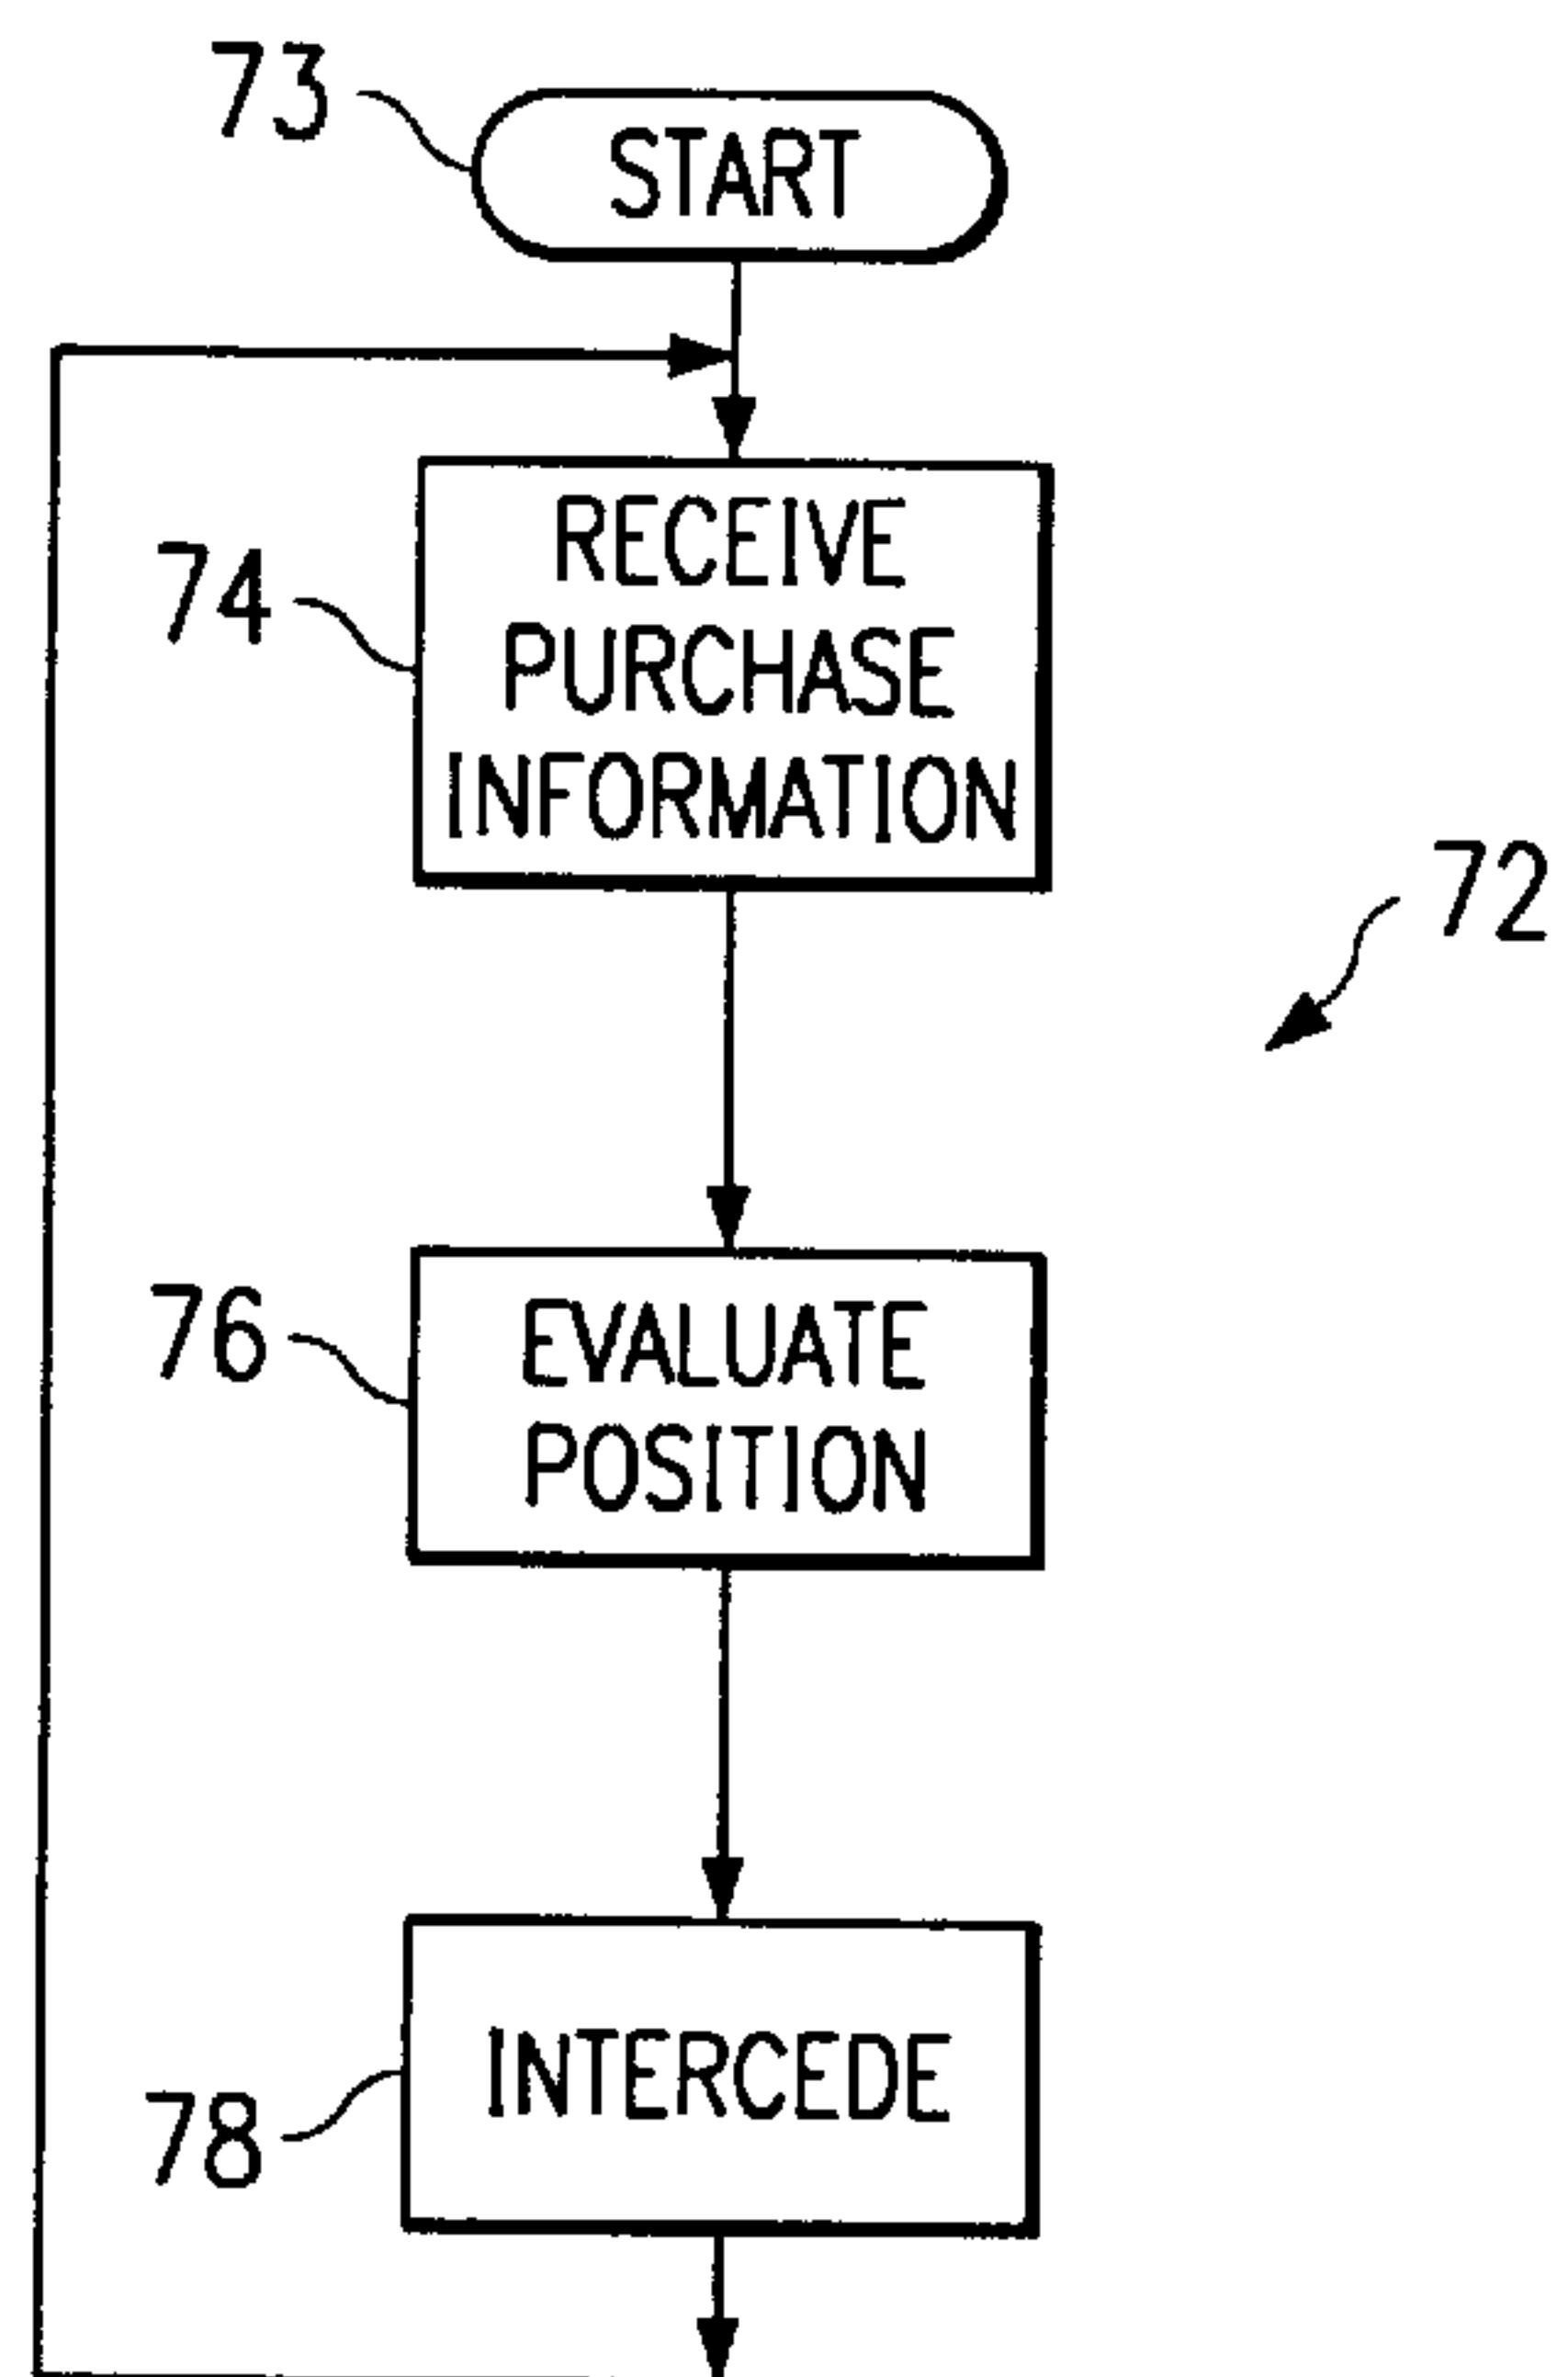 73
START
74
RECEIVE
PURCHASE
INFORMATION
72
76
EVALUATE
POSITION
78
INTERCEDE